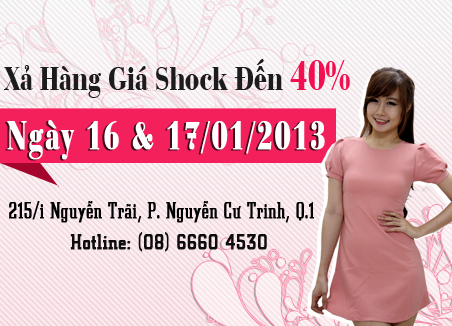 Xả Hàng Giá Shock Đến 40%
Ngày 16 & 17/01/2013
215/i Nguyễn Trãi, P. Nguyễn Cư Trinh, Q.1
Hotline: (08) 6660 4530